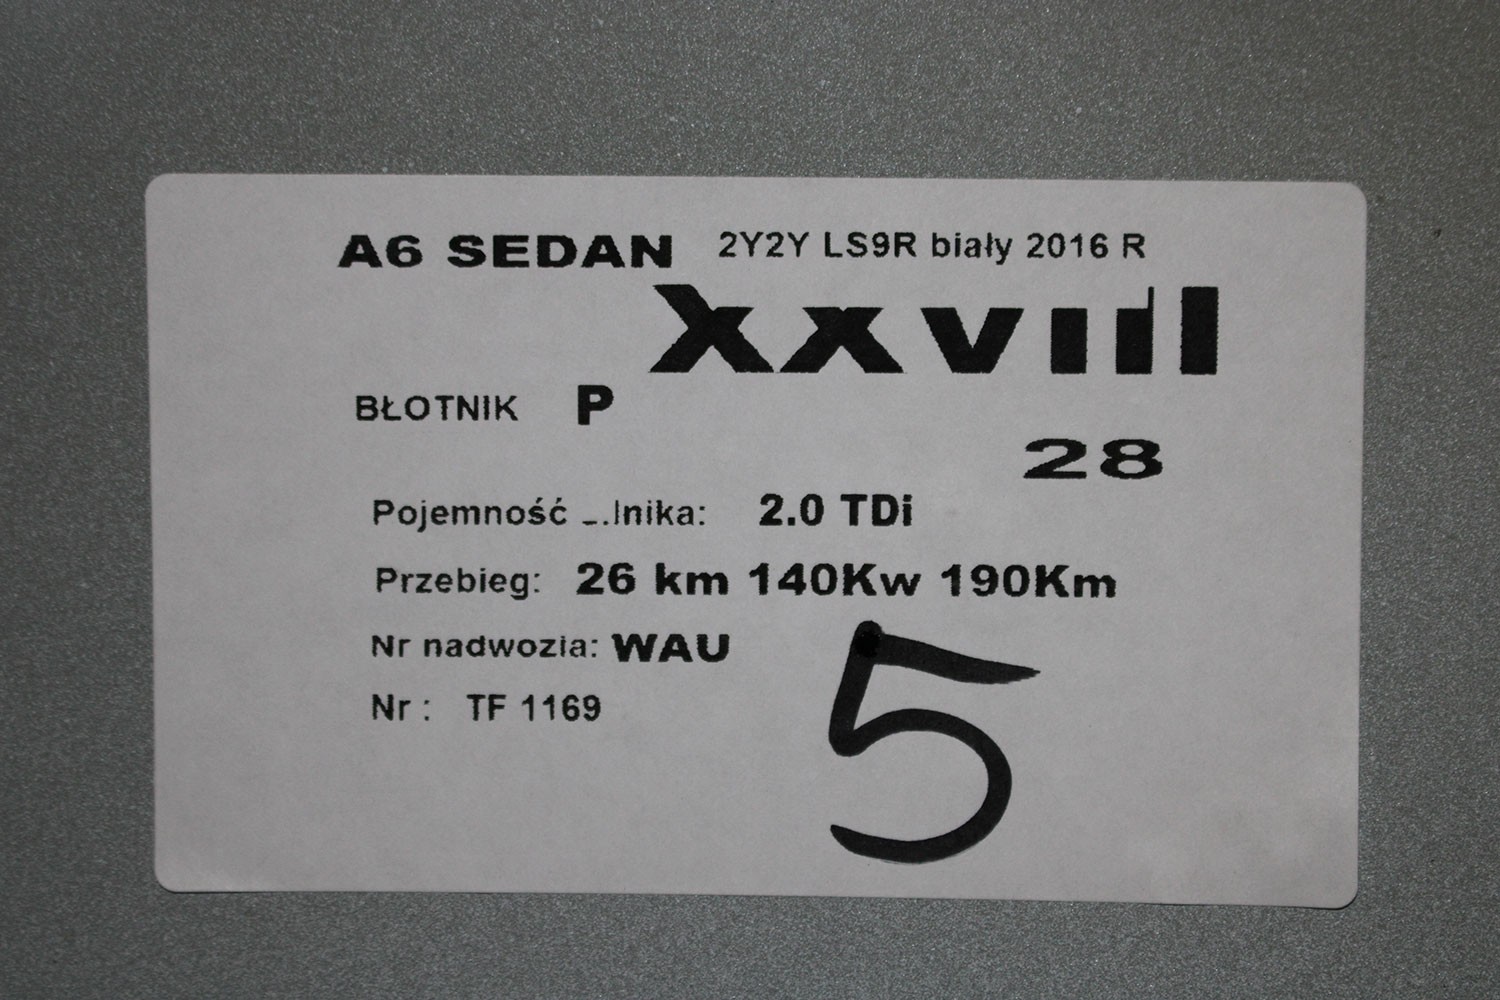 A6 SEDAN 2Y2Y LS9R biały 2016 R
XXVIII
BŁOTNIK P
28
Pojemność ...lnika: 2.0 TDi
Przebieg: 26 km 140Kw 190Km
Nr nadwozia: WAU
Nr : TF 1169
5